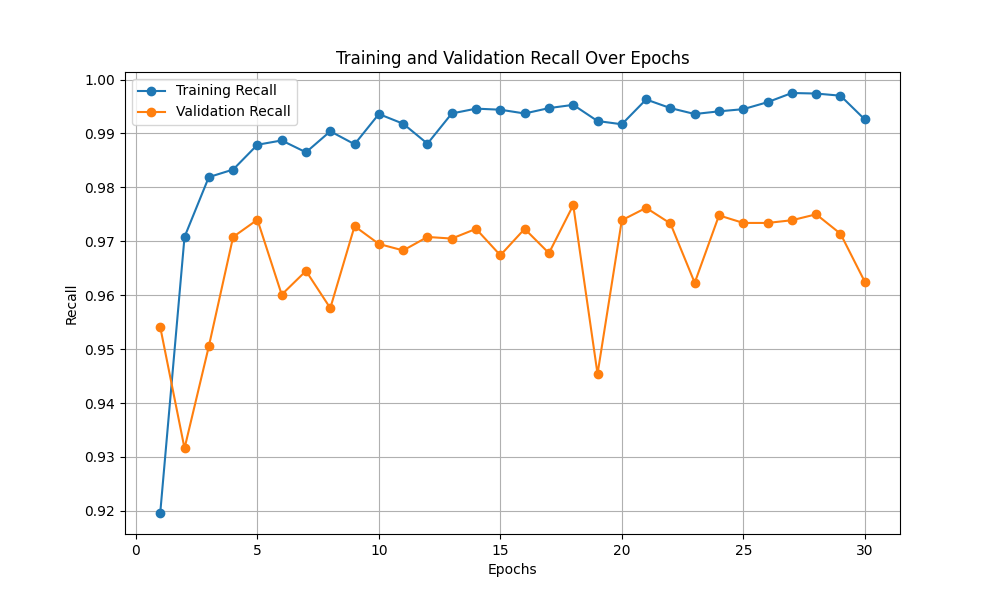 Training and Validation Recall Over Epochs
Training Recall
Validation Recall
1.00
0.99
0.98
0.97
0.96
0.95
0.94
0.93
0.92
Recall
0 5 10 15 20 25 30
Epochs